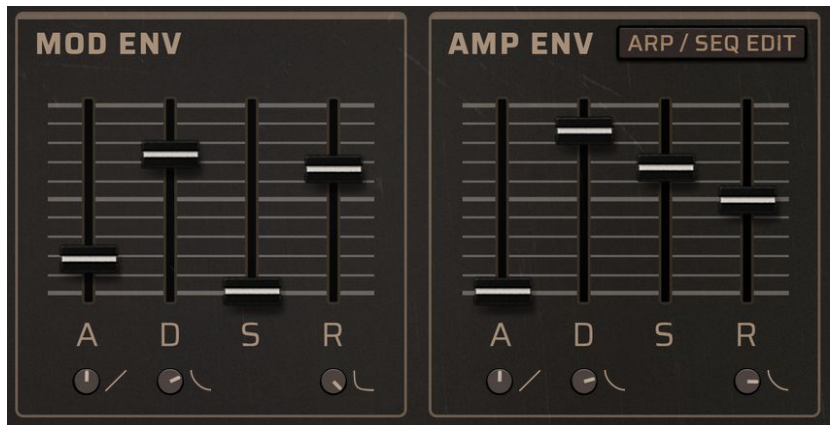 MOD ENV
A D S R
AMP ENV
ARP / SEQ EDIT
A D S R